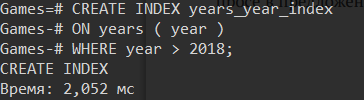 Games=# CREATE INDEX years_year_index
Games-# ON years ( year )
Games-# WHERE year > 2018;
CREATE INDEX
Время: 2,052 мс